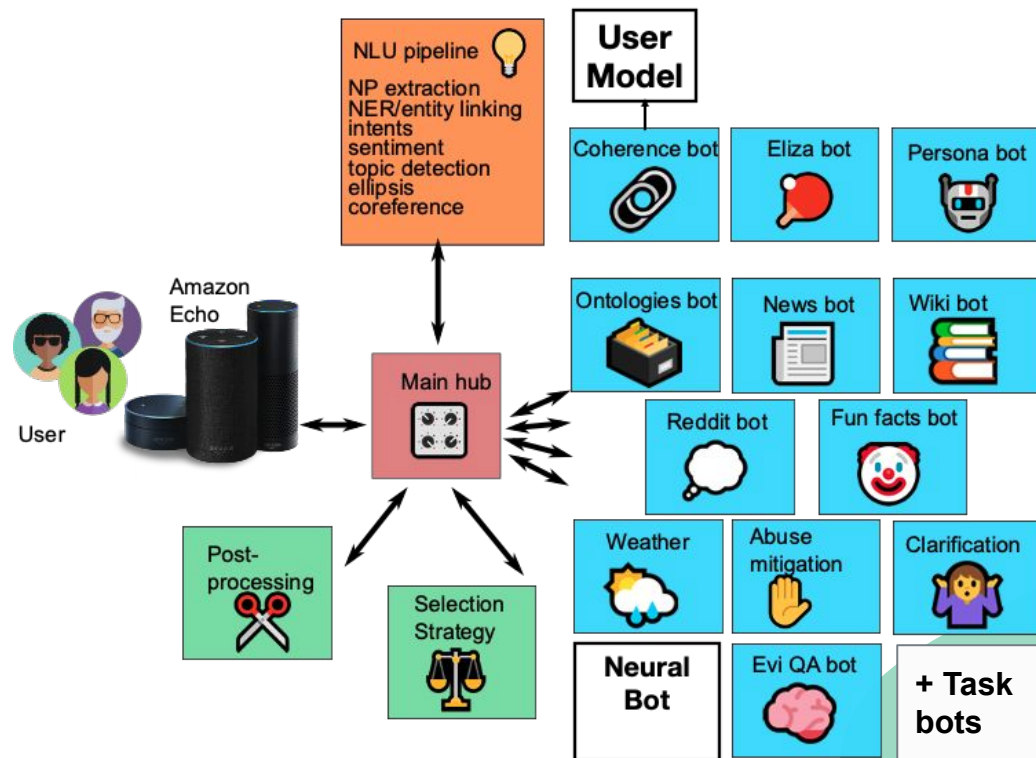 NLU pipeline
NP extraction
NER/entity linking
intents
sentiment
topic detection
ellipsis
coreference
User
Model
Coherence bot
Eliza bot
Persona bot
Amazon
Echo
User
Main hub
Ontologies bot
News bot
Wiki bot
Reddit bot
Fun facts bot
Post-
processing
Selection
Strategy
Weather
Abuse
mitigation
Clarification
Neural
Bot
Evi QA bot
+ Task
bots